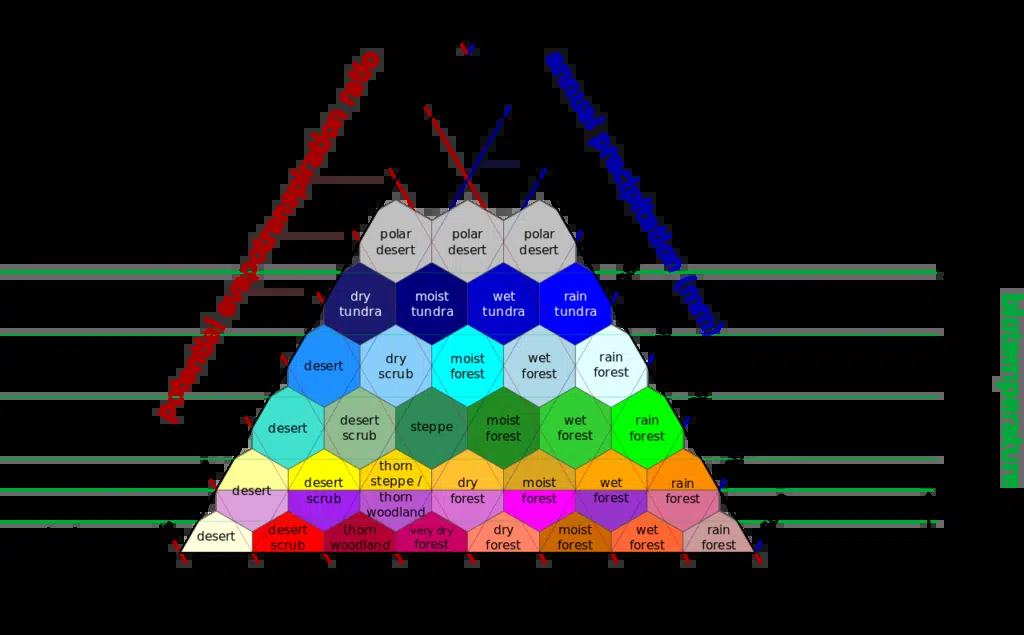 potential evapotranspiration ratio
annual precipitation (mm)
biotemperature
polar
desert
polar
desert
polar
desert
dry
tundra
moist
tundra
wet
tundra
rain
tundra
desert
dry
scrub
moist
forest
wet
forest
rain
forest
desert
desert
scrub
steppe
moist
forest
wet
forest
rain
forest
desert
desert
scrub
thorn
steppe /
thorn
woodland
dry
forest
moist
forest
wet
forest
rain
forest
desert
desert
scrub
thorn
woodland
very dry
forest
dry
forest
moist
forest
wet
forest
rain
forest